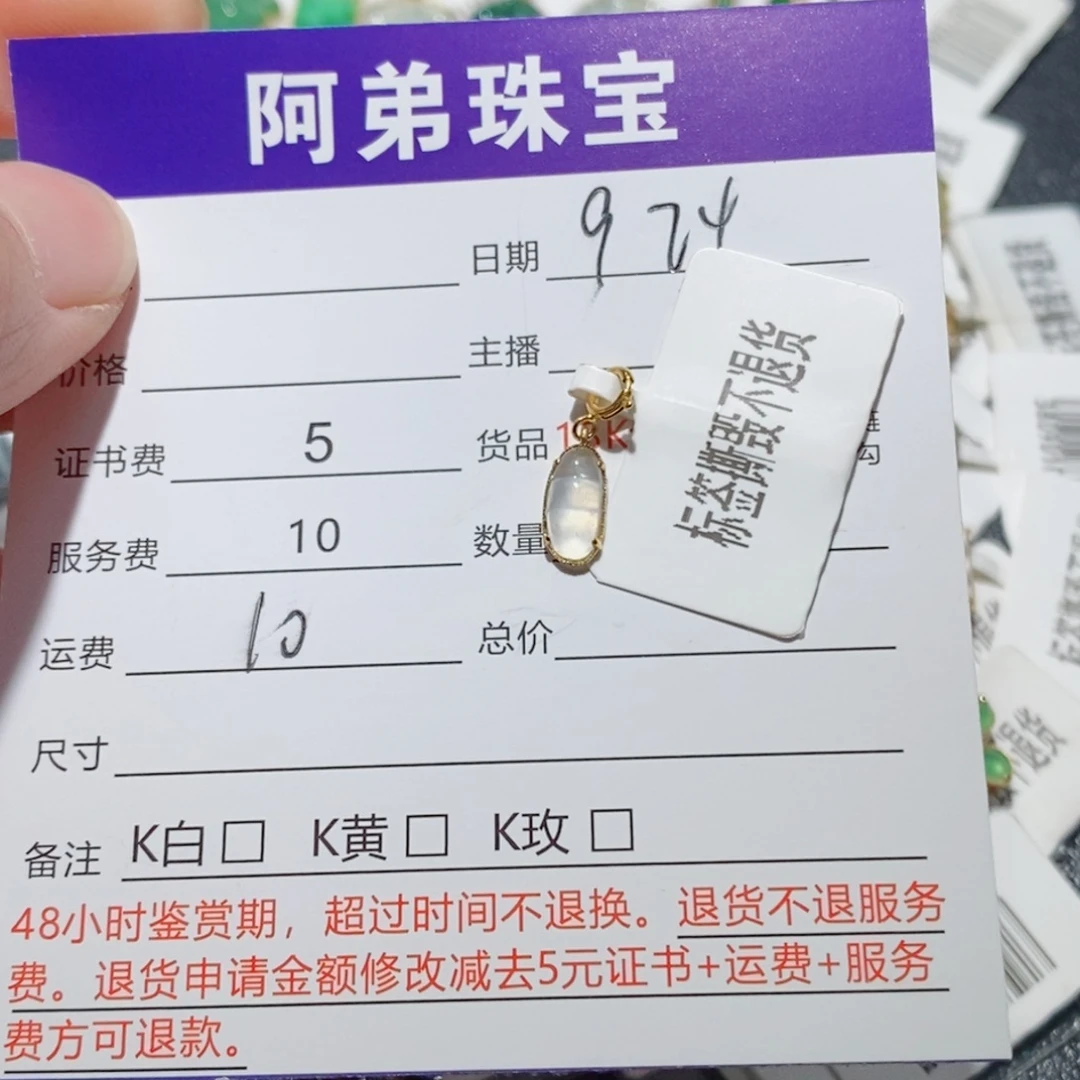 阿弟珠宝
日期 9 24
价格
主播
证书费 5
货品
服务费 10
数量
运费 10
总价
尺寸
备注 K白□ K黄□ K玫□
48小时鉴赏期，超过时间不退换。退货不退服务
费。退货申请金额修改减去5元证书+运费+服务
费方可退款。
标签撕毁不退货